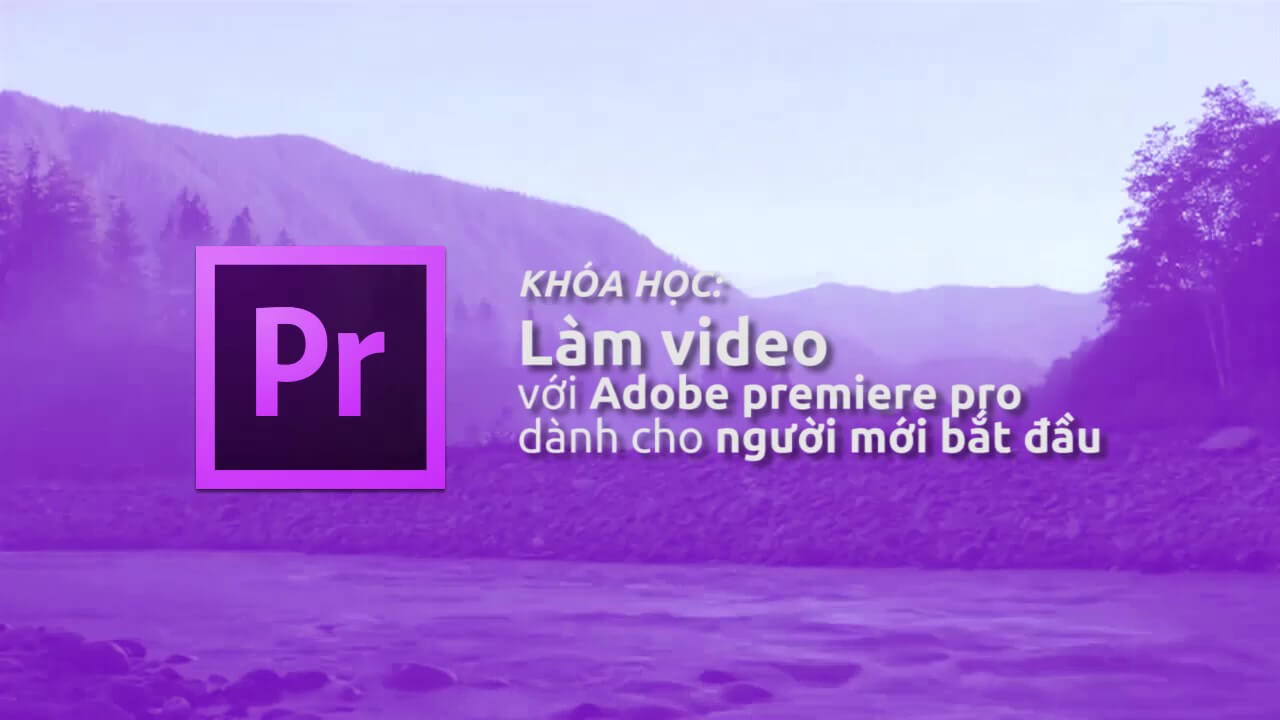 Pr
KHÓA HỌC:
Làm video
với Adobe premiere pro
dành cho người mới bắt đầu